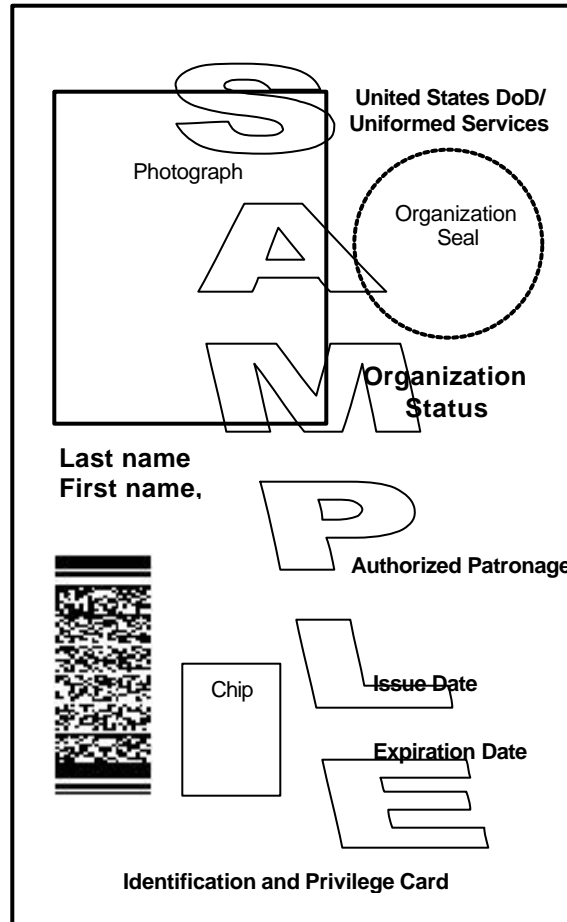 United States DoD/
Uniformed Services
Photograph
Organization
Seal
Organization
Status
Last name
First name,
Authorized Patronage
Chip
Issue Date
Expiration Date
Identification and Privilege Card
SAMPLE